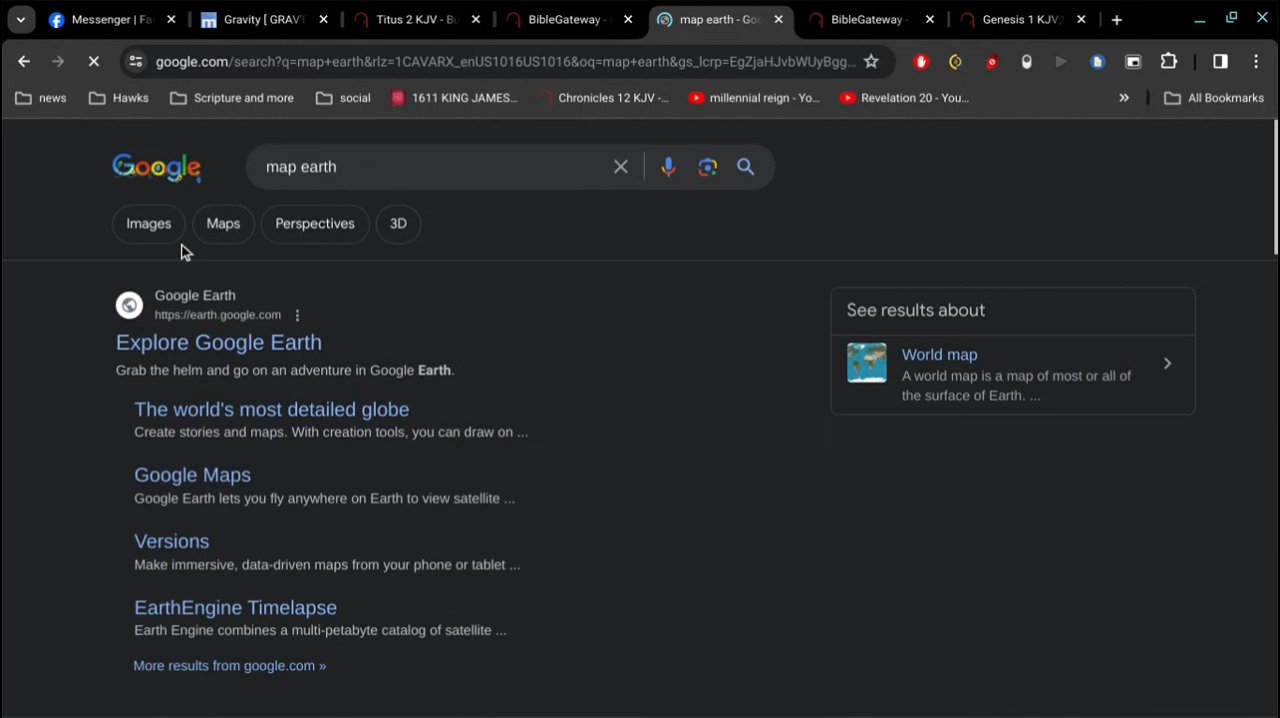 Messenger | Fa
Gravity [ GRAV'I
Titus 2 KJV - Bu
BibleGateway -
map earth - Goo
BibleGateway -
Genesis 1 KJV;
google.com/search?q=map+earth&rlz=1CAVARX_enUS1016US1016&oq=map+earth&gs_lcrp=EgZjaHJvbWUyBgg...
news
Hawks
Scripture and more
social
1611 KING JAMES...
Chronicles 12 KJV -...
millennial reign - Yo...
Revelation 20 - You...
»
All Bookmarks
Google
map earth
Images
Maps
Perspectives
3D
Google Earth
https://earth.google.com
Explore Google Earth
Grab the helm and go on an adventure in Google Earth.
The world's most detailed globe
Create stories and maps. With creation tools, you can draw on ...
Google Maps
Google Earth lets you fly anywhere on Earth to view satellite ...
Versions
Make immersive, data-driven maps from your phone or tablet ...
EarthEngine Timelapse
Earth Engine combines a multi-petabyte catalog of satellite ...
More results from google.com »
See results about
World map
A world map is a map of most or all of
the surface of Earth. ...